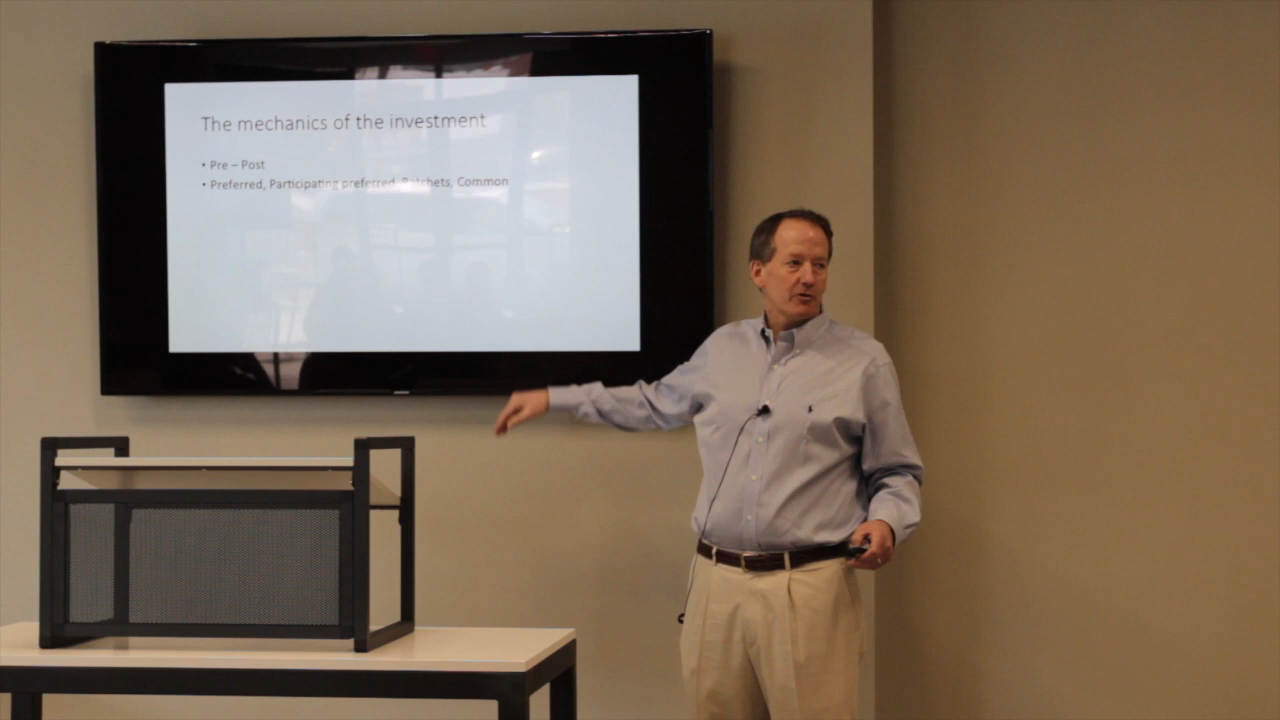 The mechanics of the investment
• Pre – Post
• Preferred, Participating preferred, Ratchets, Common